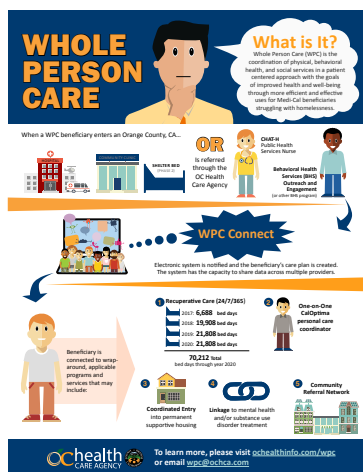 WHOLE
PERSON
CARE
What is It?
Whole Person Care (WPC) is the
coordination of physical, behavioral
health, and social services in a patient
centered approach with the goals
of improved health and well-being
through more efficient and effective
uses for Medi-Cal beneficiaries
struggling with homelessness.
When a WPC beneficiary enters an Orange County, CA...
HOSPITAL
COMMUNITY CLINIC
SHELTER BED
OR
Is referred
through the
OC Health
Care Agency
CHAT-H
Public Health
Services Nurse
Behavioral Health
Services (BHS)
Outreach and
Engagement
(or other BHS program)
WPC Connect
Electronic system is notified and the beneficiary's care plan is created.
The system has the capacity to share data across multiple providers.
Beneficiary is
connected to wrap-
around, applicable
programs and
services that may
include:
1 Recuperative Care (24/7/365)
2017: 6,688 bed days
2018: 19,908 bed days
2019: 21,808 bed days
2020: 21,808 bed days
70,212 Total
bed days through year 2020
2 One-on-One
CalOptima
personal care
coordinator
3
Coordinated Entry
into permanent
supportive housing
4
Linkage to mental health
and/or substance use
disorder treatment
5 Community
Referral Network
OC health
CARE AGENCY
To learn more, please visit ochealthinfo.com/wpc
or email wpc@ochca.com